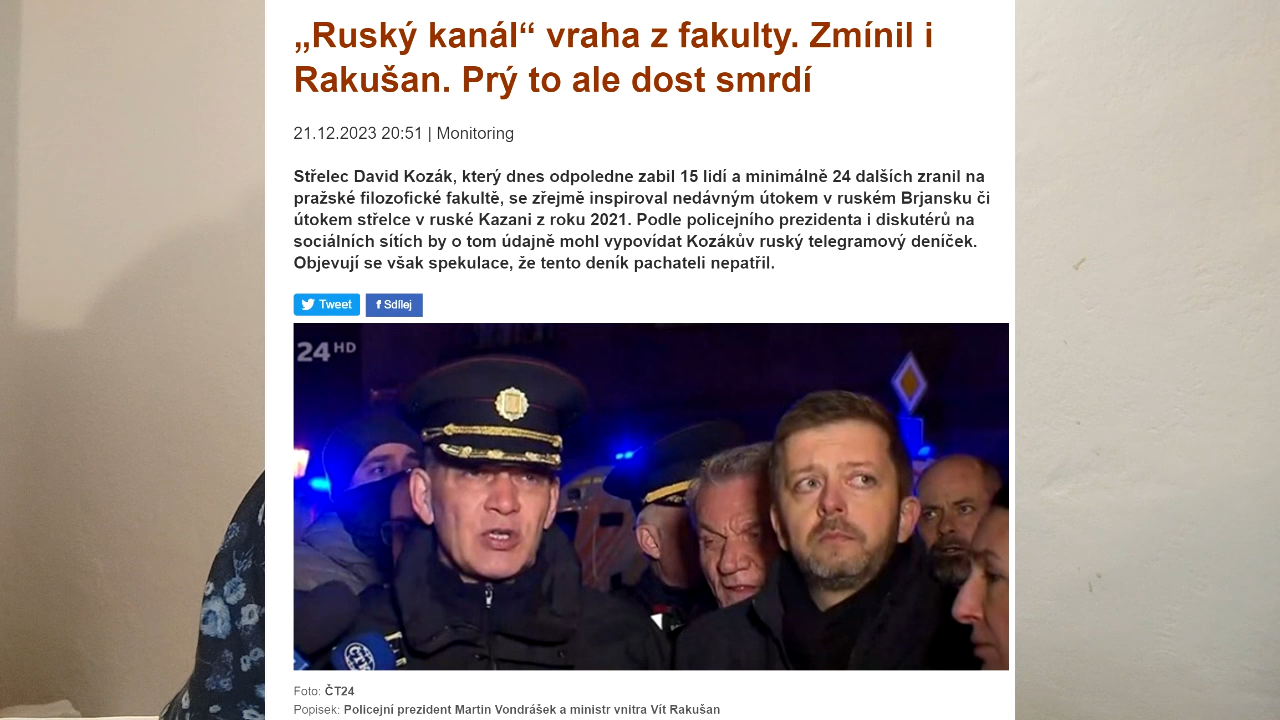 „Ruský kanál“ vraha z fakulty. Zmínil i
Rakušan. Prý to ale dost smrdí
21.12.2023 20:51 | Monitoring
Střelec David Kozák, který dnes odpoledne zabil 15 lidí a minimálně 24 dalších zranil na
pražské filozofické fakultě, se zřejmě inspiroval nedávným útokem v ruském Brjansku či
útokem střelce v ruské Kazani z roku 2021. Podle policejního prezidenta i diskutérů na
sociálních sítích by o tom údajně mohl vypovídat Kozákův ruský telegramový deníček.
Objevují se však spekulace, že tento deník pachateli nepatřil.
Tweet
f Sdílej
24 HD
ČTK
Foto: ČT24
Popisek: Policejní prezident Martin Vondrášek a ministr vnitra Vít Rakušan